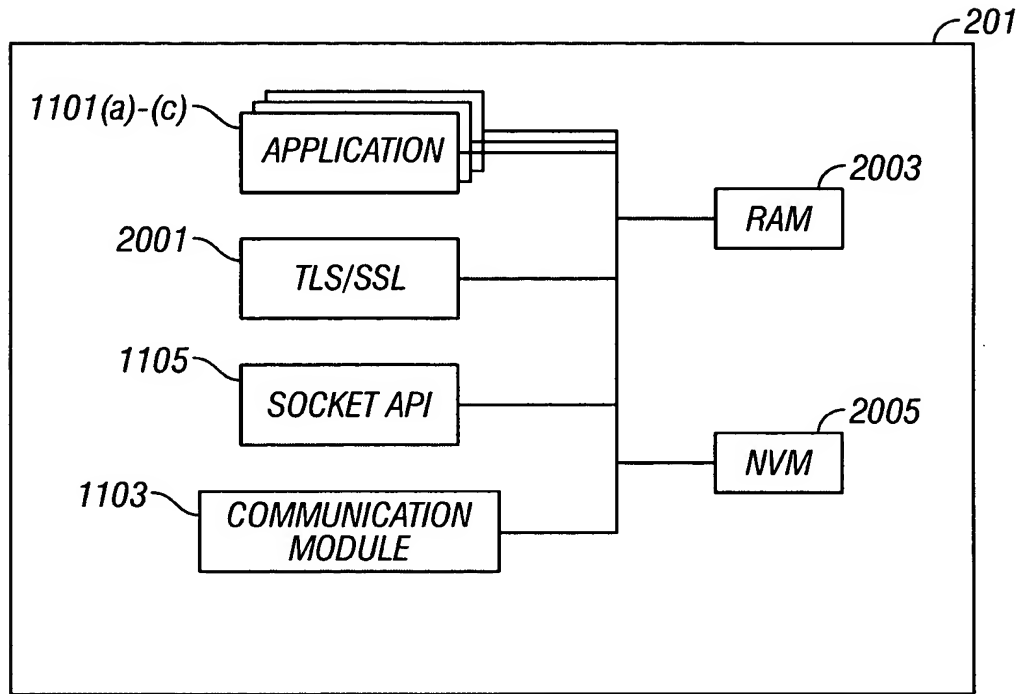 201
1101(a)-(c)
APPLICATION
2003
RAM
2001
TLS/SSL
1105
SOCKET API
2005
NVM
1103
COMMUNICATION
MODULE